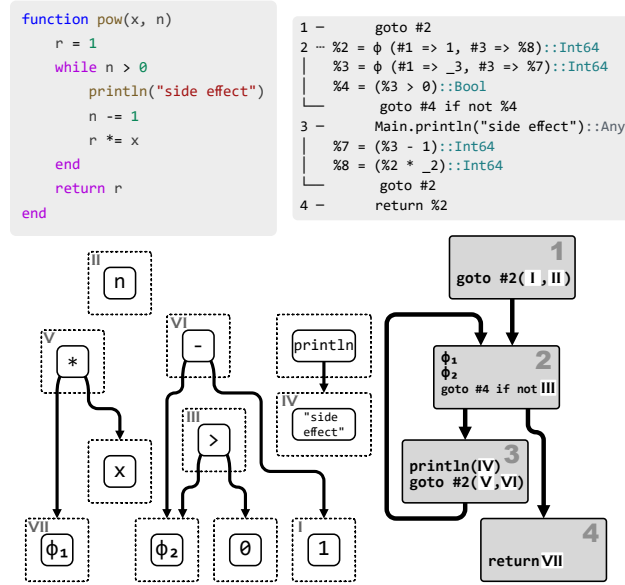 function pow(x, n)
r = 1
while n > 0
println("side effect")
n -= 1
r *= x
end
return r
end
1 ─ goto #2
2 ┄ %2 = φ (#1 => 1, #3 => %8)::Int64
│ %3 = φ (#1 => _3, #3 => %7)::Int64
│ %4 = (%3 > 0)::Bool
└── goto #4 if not %4
3 ─ Main.println("side effect")::Any
│ %7 = (%3 - 1)::Int64
│ %8 = (%2 * _2)::Int64
└── goto #2
4 ─ return %2
II
n
V
*
x
VI
-
III
>
println
IV
"side
effect"
VII
ϕ₁
ϕ₂
0
I
1
1
goto #2( I , II )
2
ϕ₁
ϕ₂
goto #4 if not III
3
println(IV)
goto #2( V , VI)
4
return VII